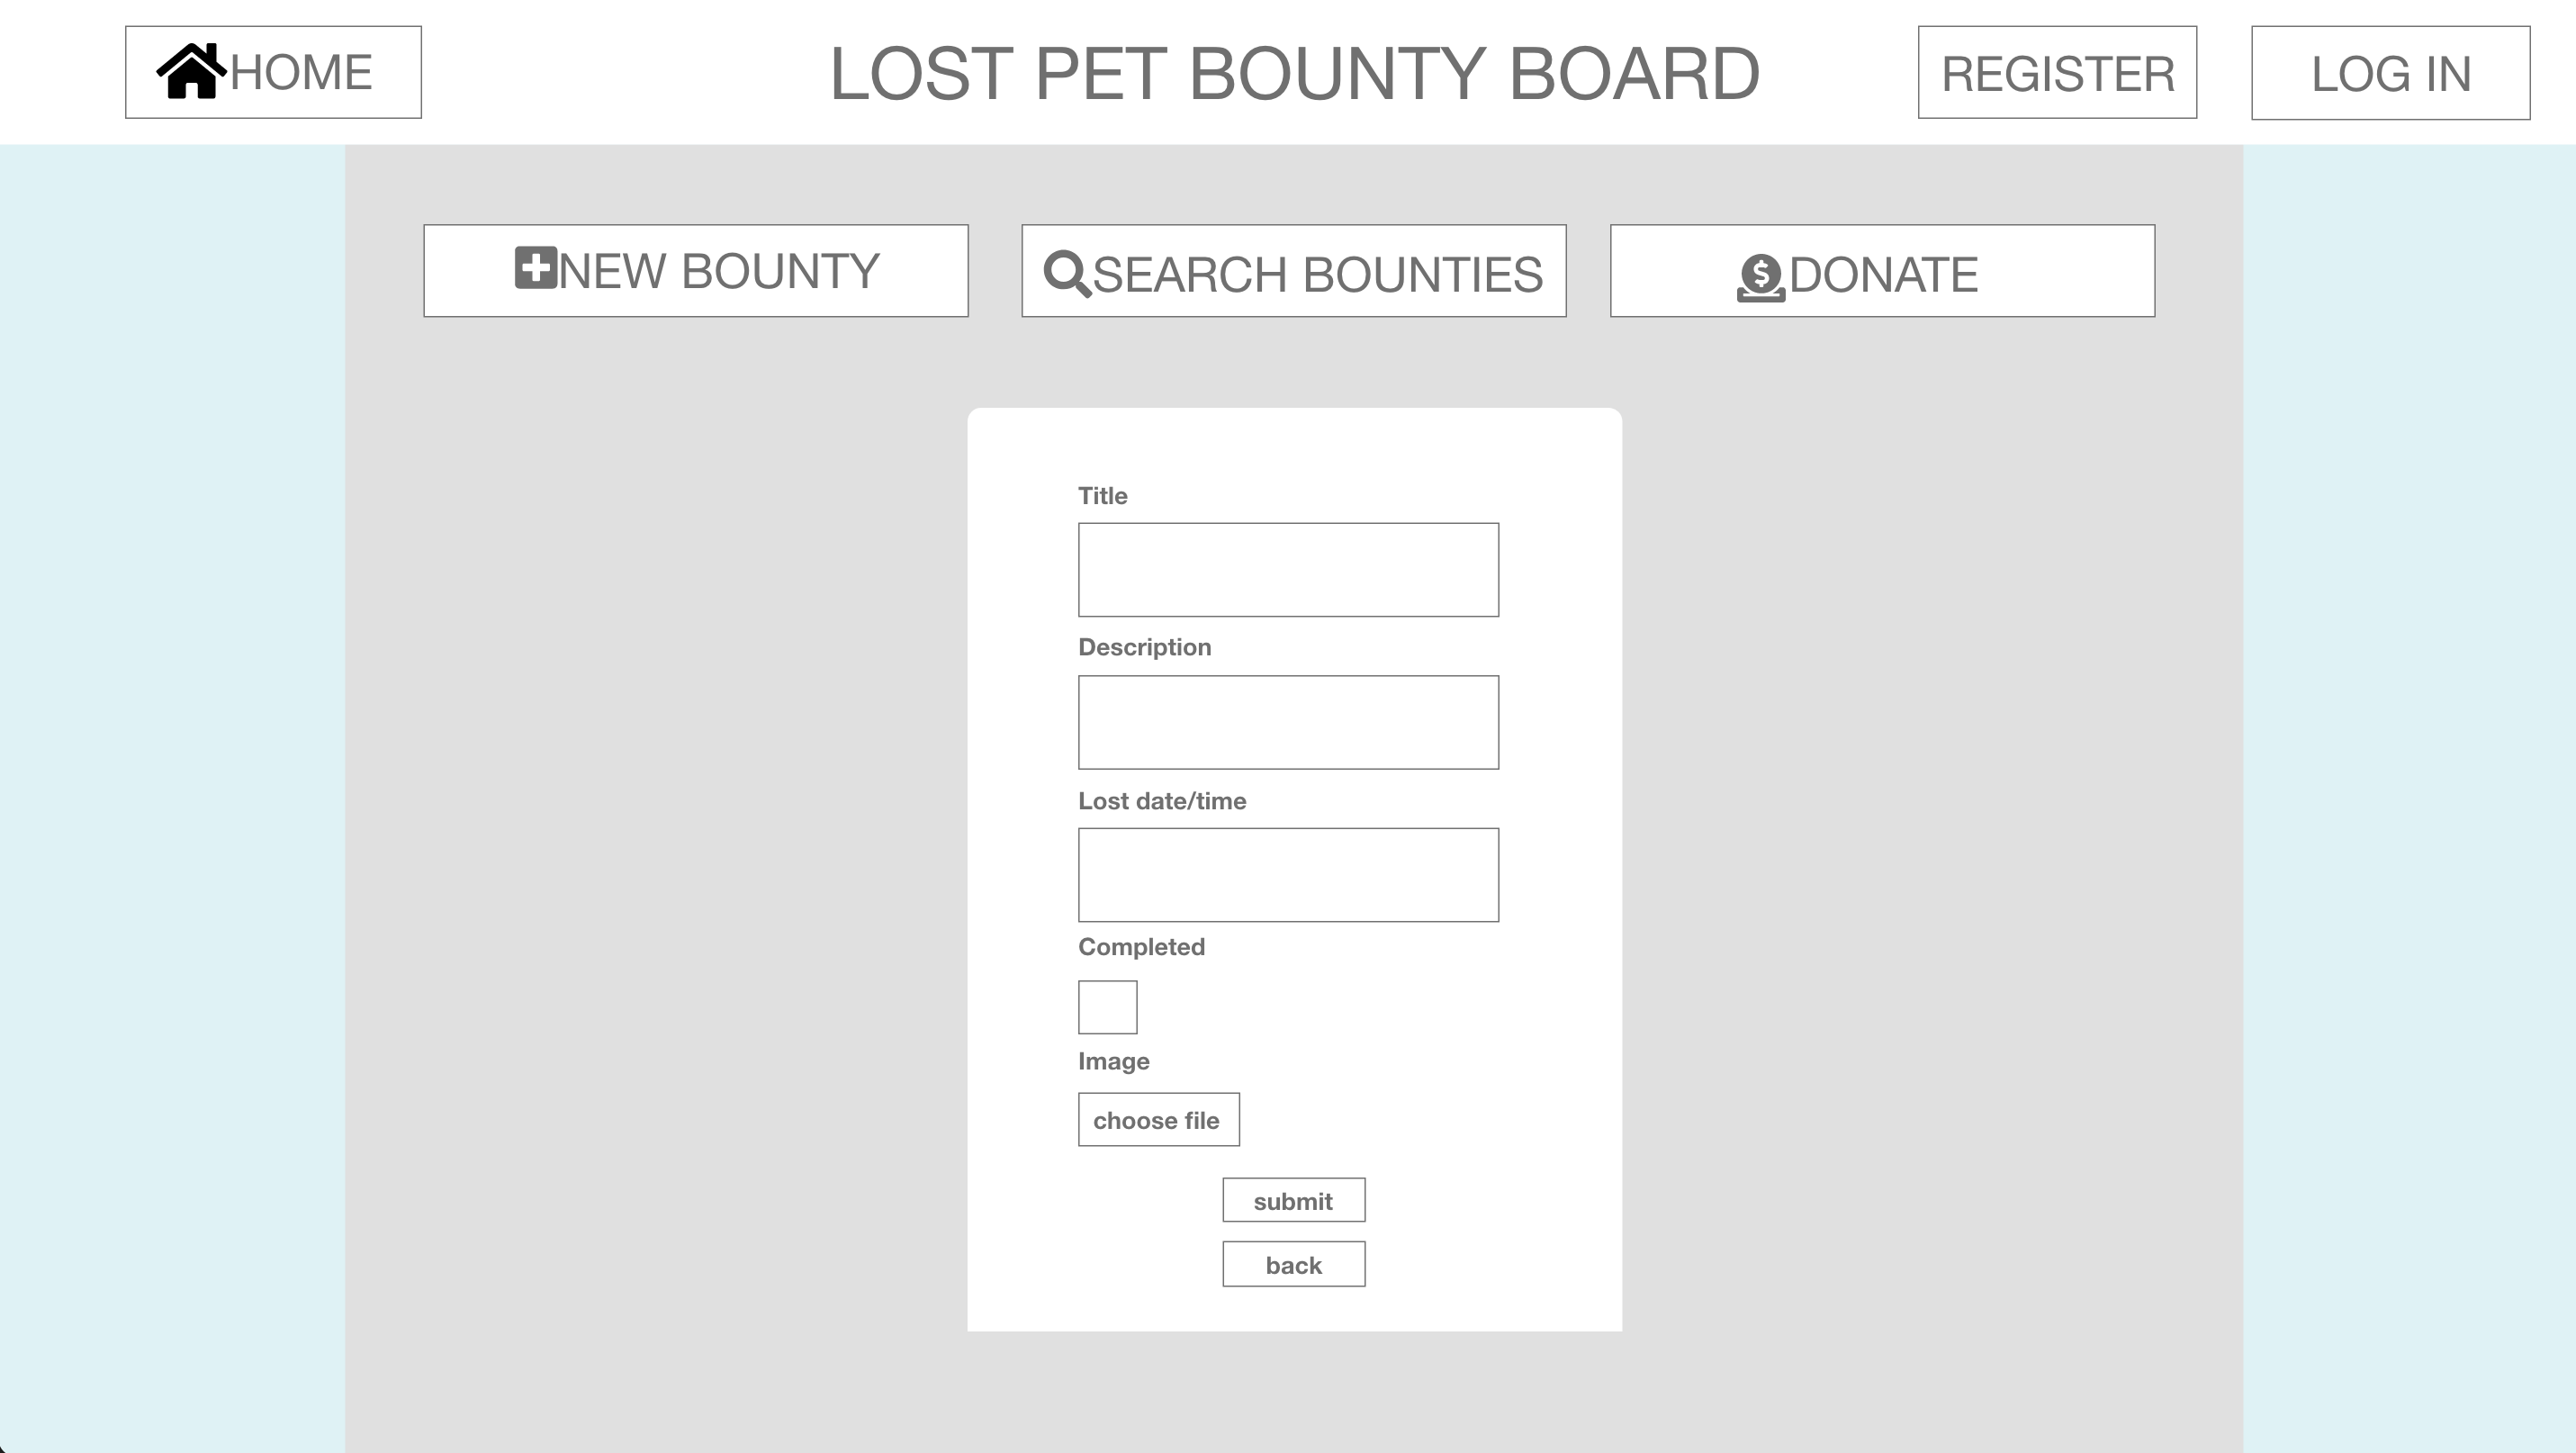 HOME
LOST PET BOUNTY BOARD
REGISTER
LOG IN
NEW BOUNTY
SEARCH BOUNTIES
$
DONATE
Title
Description
Lost date/time
Completed
Image
choose file
submit
back